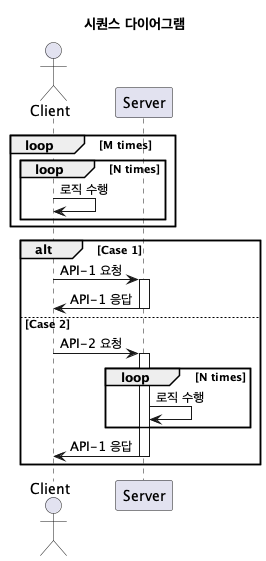 시퀀스 다이어그램
Client
Server
loop [M times]
loop [N times]
로직 수행
alt [Case 1]
API-1 요청
API-1 응답
[Case 2]
API-2 요청
loop [N times]
로직 수행
API-1 응답
Client
Server